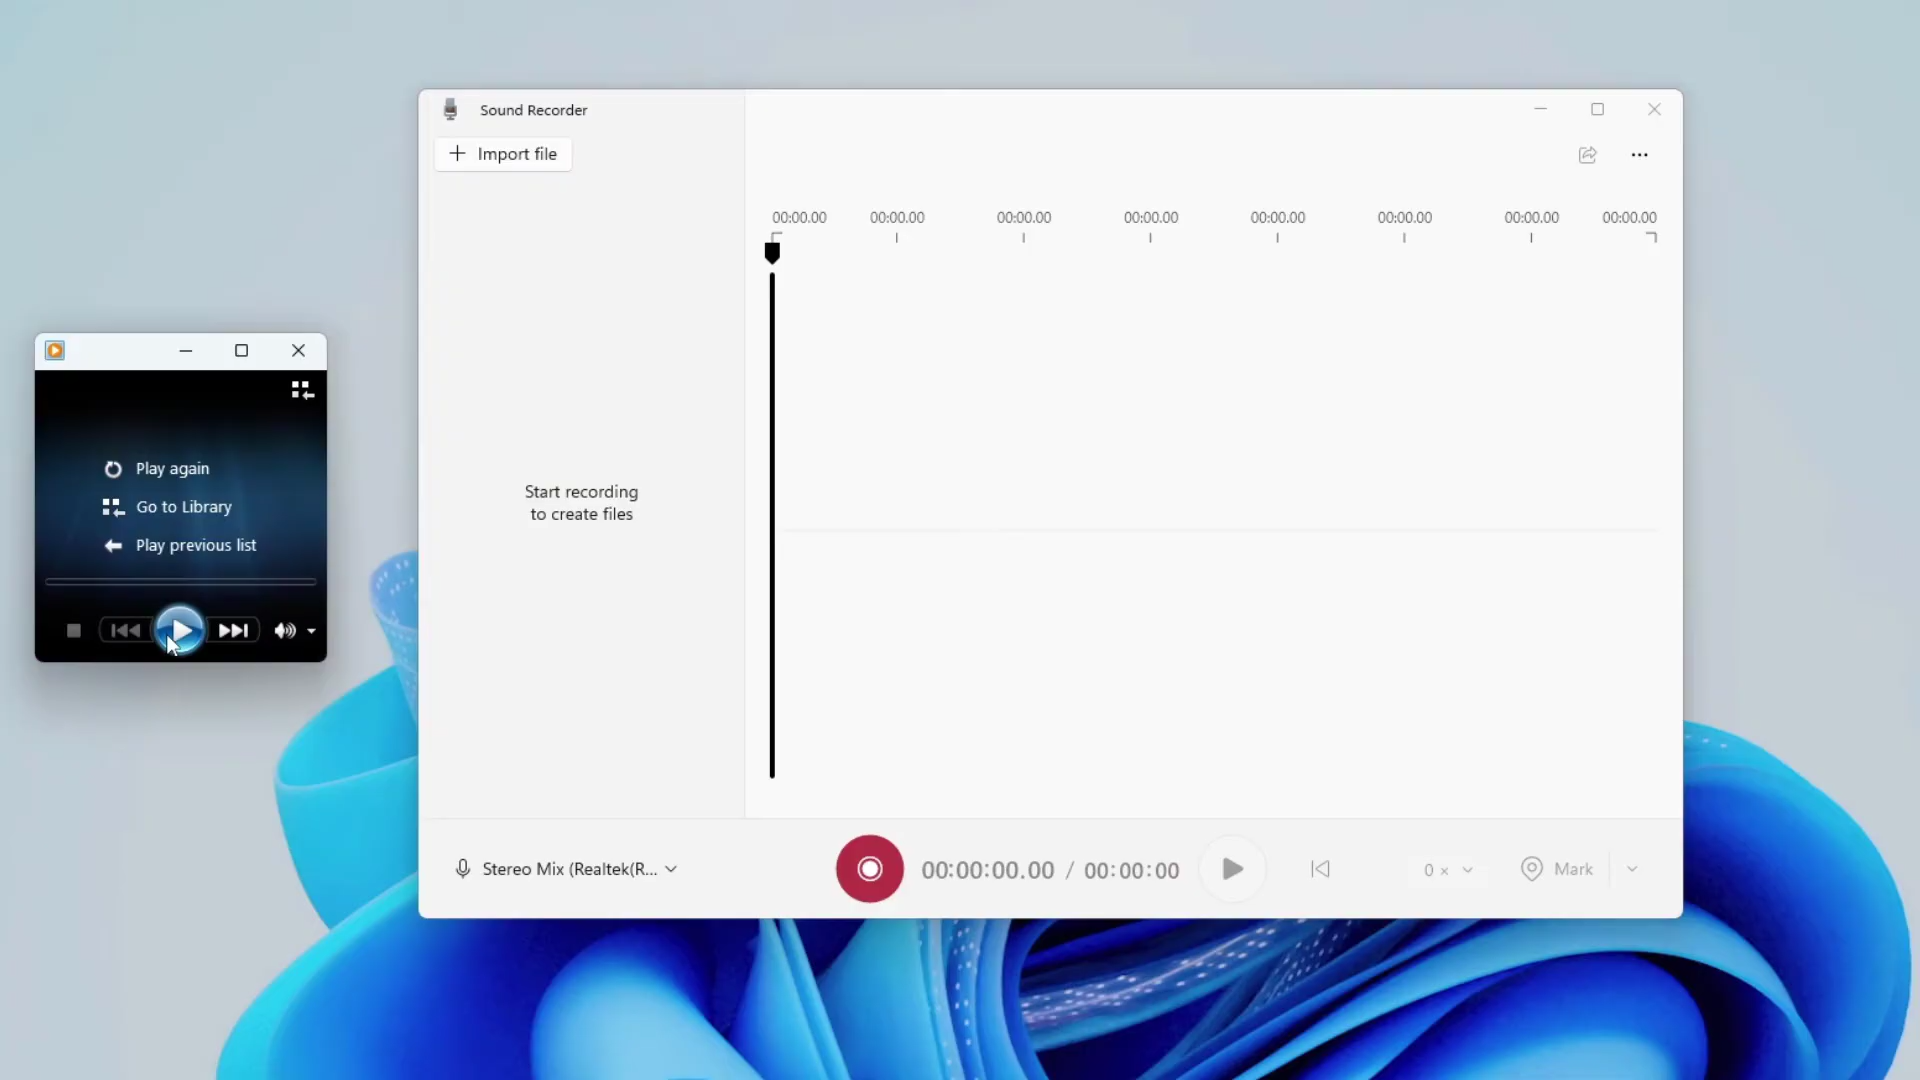 Sound Recorder
Import file
00:00.00 00:00.00 00:00.00 00:00.00 00:00.00 00:00.00 00:00.00 00:00.00
Play again
Go to Library
Play previous list
Start recording
to create files
Stereo Mix (Realtek(R...
00:00:00.00 / 00:00:00
0 ×
Mark